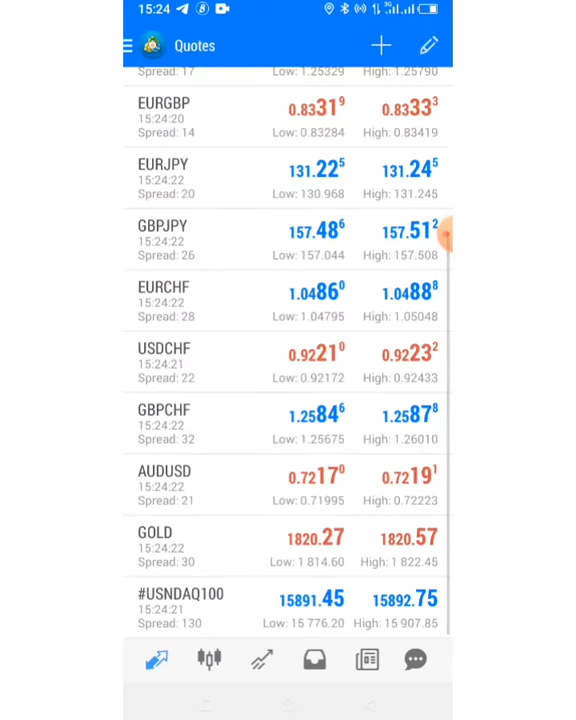 15:24 3G
Quotes
Spread: 17 Low: 1.25329 High: 1.25790
EURGBP 0.83319 0.83333
15:24:20
Spread: 14 Low: 0.83284 High: 0.83419
EURJPY 131.225 131.245
15:24:22
Spread: 20 Low: 130.968 High: 131.245
GBPJPY 157.486 157.512
15:24:22
Spread: 26 Low: 157.044 High: 157.508
EURCHF 1.04860 1.04888
15:24:22
Spread: 28 Low: 1.04795 High: 1.05048
USDCHF 0.92210 0.92232
15:24:21
Spread: 22 Low: 0.92172 High: 0.92433
GBPCHF 1.25846 1.25878
15:24:22
Spread: 32 Low: 1.25675 High: 1.26010
AUDUSD 0.72170 0.72191
15:24:22
Spread: 21 Low: 0.71995 High: 0.72223
GOLD 1820.27 1820.57
15:24:22
Spread: 30 Low: 1 814.60 High: 1 822.45
#USNDAQ100 15891.45 15892.75
15:24:21
Spread: 130 Low: 15 776.20 High: 15 907.85